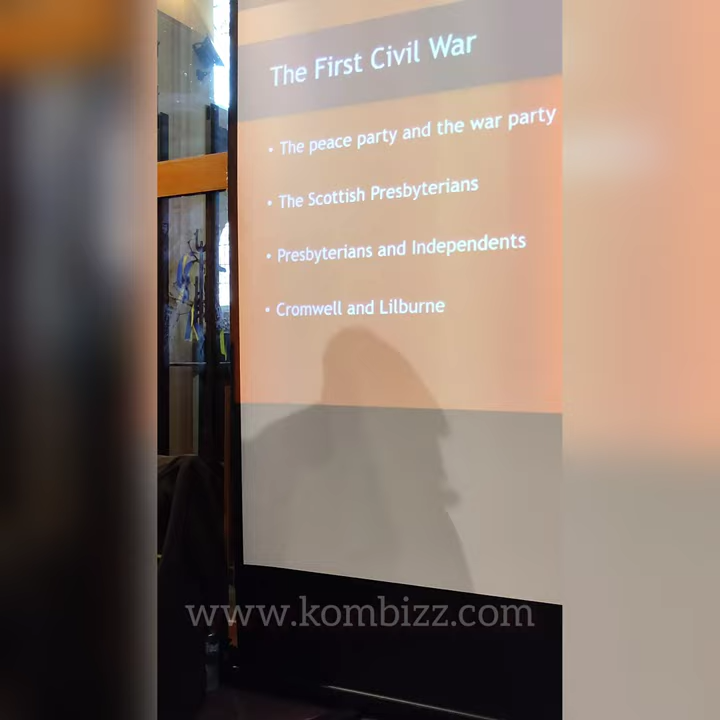 The First Civil War
• The peace party and the war party
• The Scottish Presbyterians
• Presbyterians and Independents
• Cromwell and Lilburne
www.kombizz.com